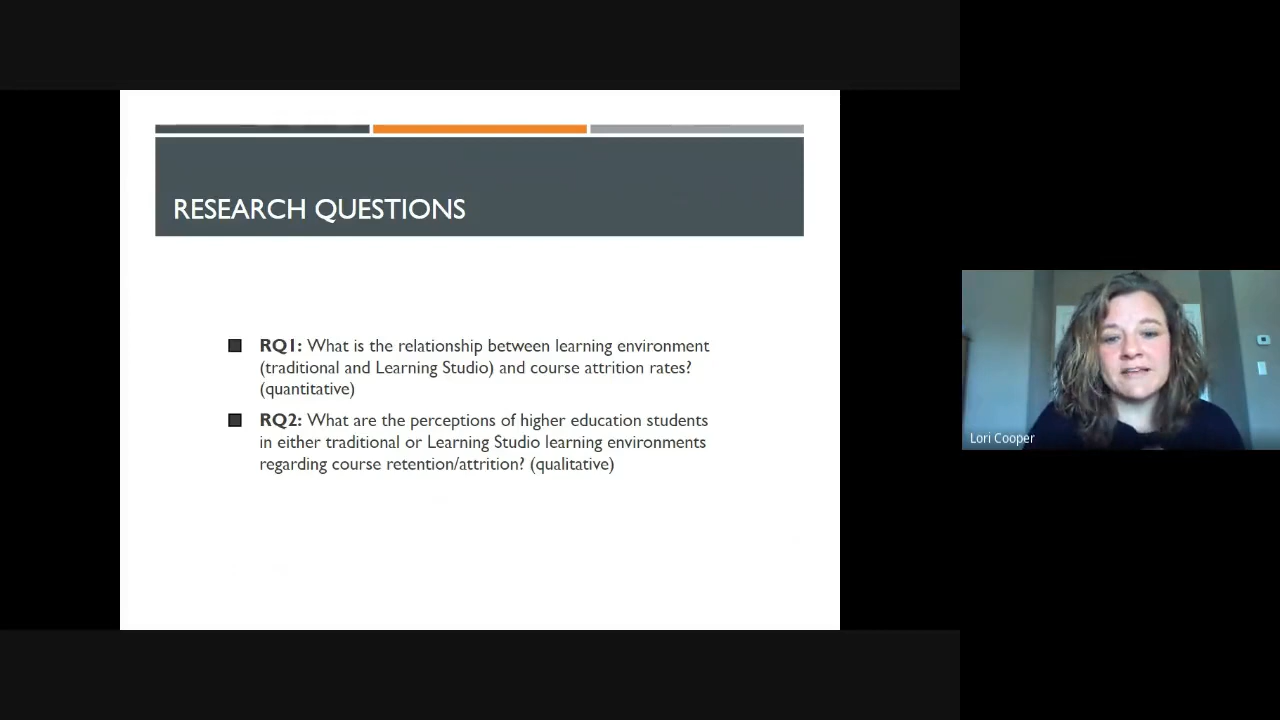 RESEARCH QUESTIONS
RQ1: What is the relationship between learning environment
(traditional and Learning Studio) and course attrition rates?
(quantitative)
RQ2: What are the perceptions of higher education students
in either traditional or Learning Studio learning environments
regarding course retention/attrition? (qualitative)
Lori Cooper